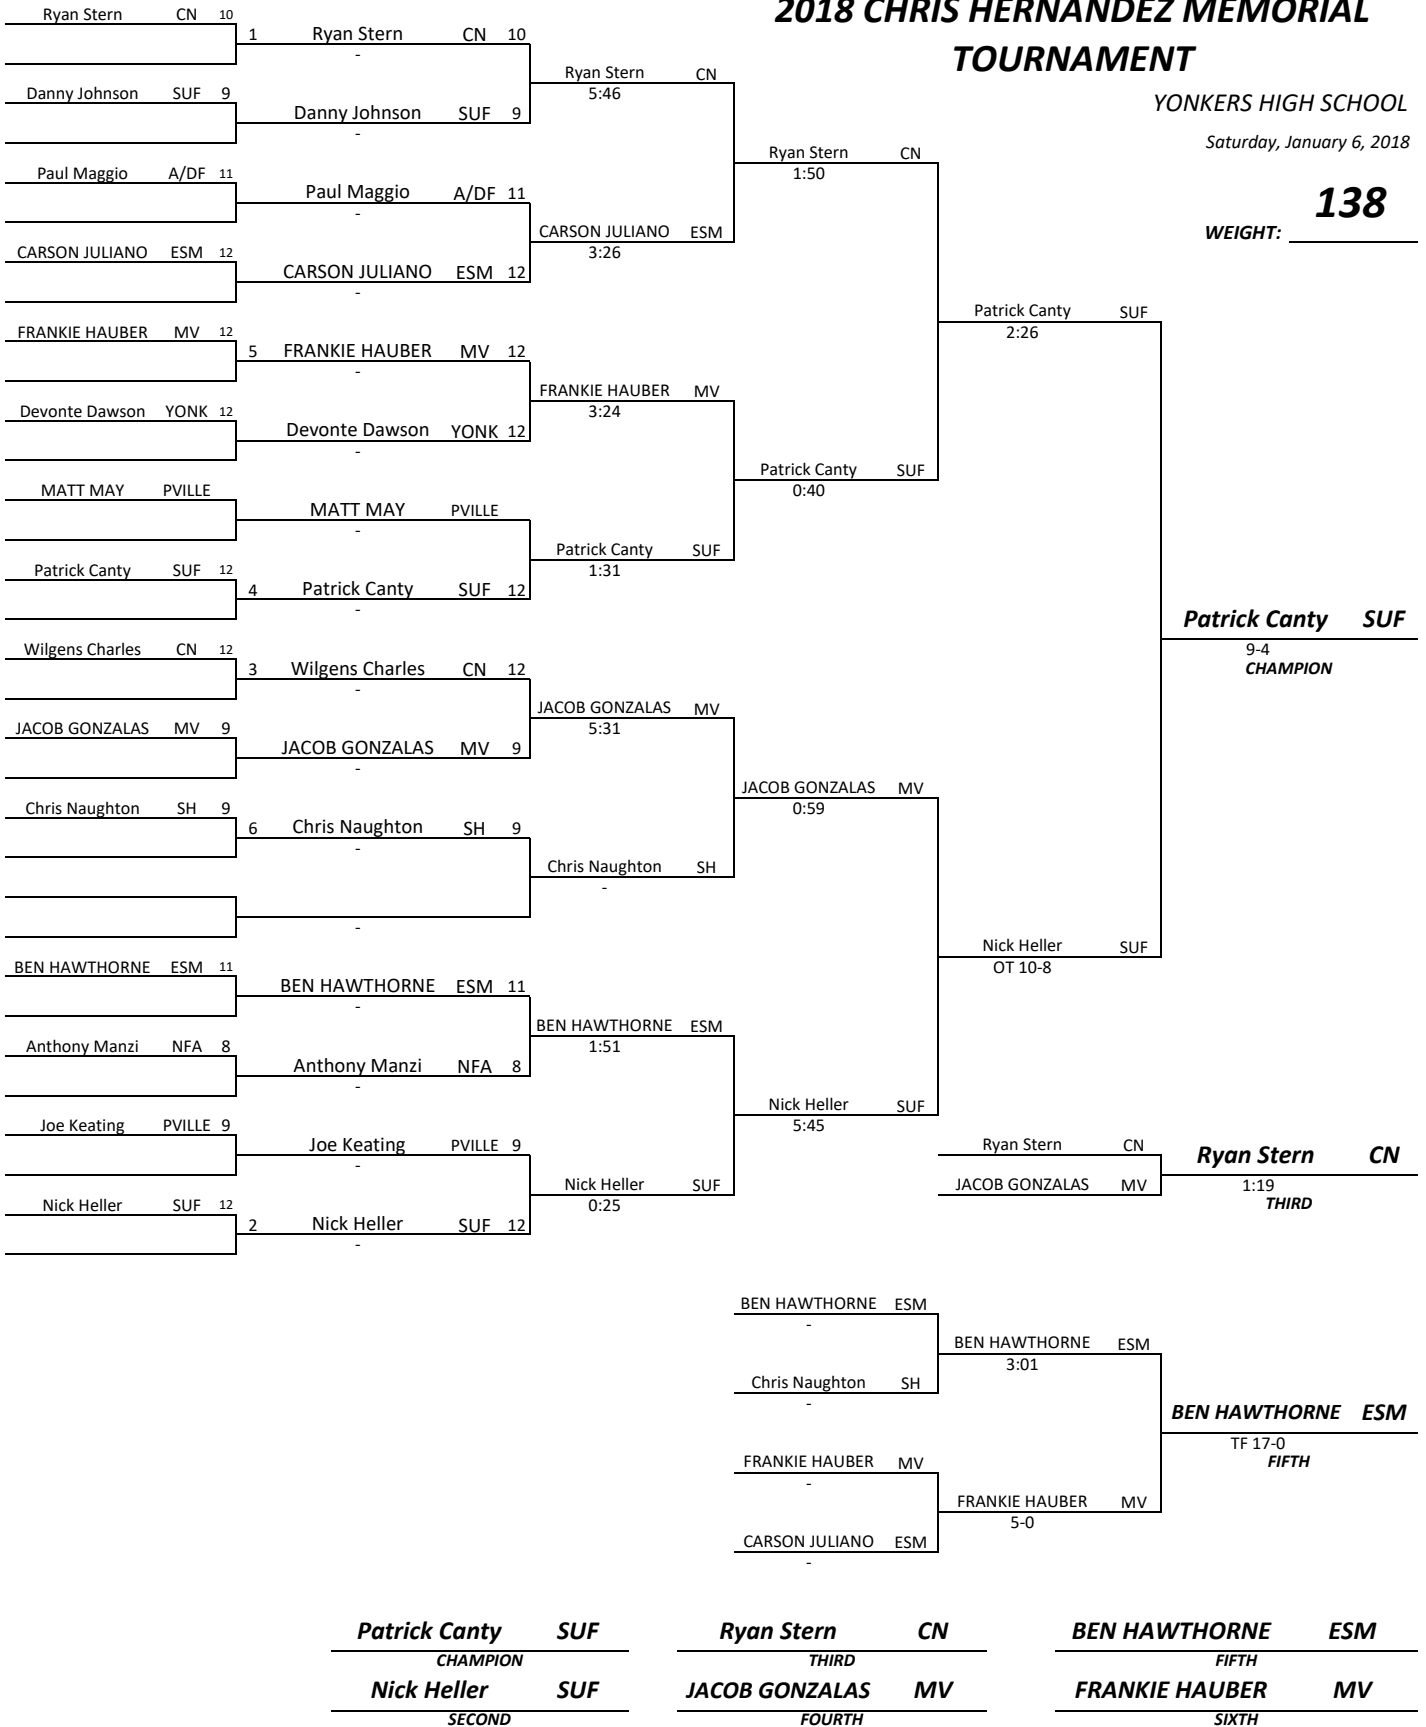 2018 CHRIS HERNANDEZ MEMORIAL
TOURNAMENT
YONKERS HIGH SCHOOL
Saturday, January 6, 2018
138
WEIGHT:
Ryan Stern CN 10
Danny Johnson SUF 9
Paul Maggio A/DF 11
CARSON JULIANO ESM 12
FRANKIE HAUBER MV 12
Devonte Dawson YONK 12
MATT MAY PVILLE
Patrick Canty SUF 12
Wilgens Charles CN 12
JACOB GONZALAS MV 9
Chris Naughton SH 9
BEN HAWTHORNE ESM 11
Anthony Manzi NFA 8
Joe Keating PVILLE 9
Nick Heller SUF 12
1 Ryan Stern CN 10
-
Danny Johnson SUF 9
-
Paul Maggio A/DF 11
-
CARSON JULIANO ESM 12
-
5 FRANKIE HAUBER MV 12
-
Devonte Dawson YONK 12
-
MATT MAY PVILLE
-
4 Patrick Canty SUF 12
-
3 Wilgens Charles CN 12
-
JACOB GONZALAS MV 9
-
6 Chris Naughton SH 9
-
-
BEN HAWTHORNE ESM 11
-
Anthony Manzi NFA 8
-
Joe Keating PVILLE 9
-
2 Nick Heller SUF 12
-
Ryan Stern CN
5:46
CARSON JULIANO ESM
3:26
FRANKIE HAUBER MV
3:24
Patrick Canty SUF
1:31
JACOB GONZALAS MV
5:31
Chris Naughton SH
-
BEN HAWTHORNE ESM
1:51
Nick Heller SUF
0:25
Ryan Stern CN
1:50
Patrick Canty SUF
0:40
JACOB GONZALAS MV
0:59
Nick Heller SUF
5:45
Patrick Canty SUF
2:26
Nick Heller SUF
OT 10-8
Patrick Canty SUF
9-4
CHAMPION
Ryan Stern CN
JACOB GONZALAS MV
Ryan Stern CN
1:19
THIRD
BEN HAWTHORNE ESM
-
Chris Naughton SH
-
FRANKIE HAUBER MV
-
CARSON JULIANO ESM
-
BEN HAWTHORNE ESM
3:01
FRANKIE HAUBER MV
5-0
BEN HAWTHORNE ESM
TF 17-0
FIFTH
Patrick Canty SUF Ryan Stern CN BEN HAWTHORNE ESM
CHAMPION THIRD FIFTH
Nick Heller SUF JACOB GONZALAS MV FRANKIE HAUBER MV
SECOND FOURTH SIXTH